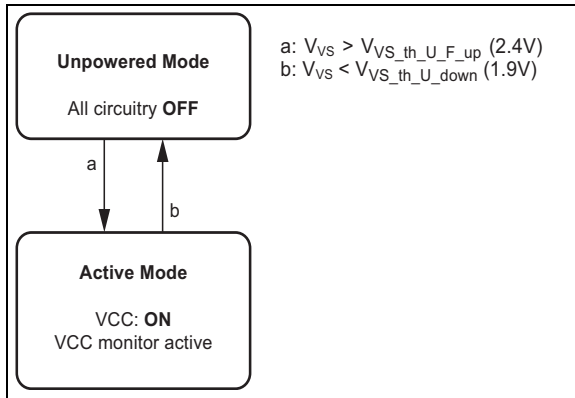 Unpowered Mode
All circuitry OFF
a: VVS > VVS_th_U_F_up (2.4V)
b: VVS < VVS_th_U_down (1.9V)
a
b
Active Mode
VCC: ON
VCC monitor active